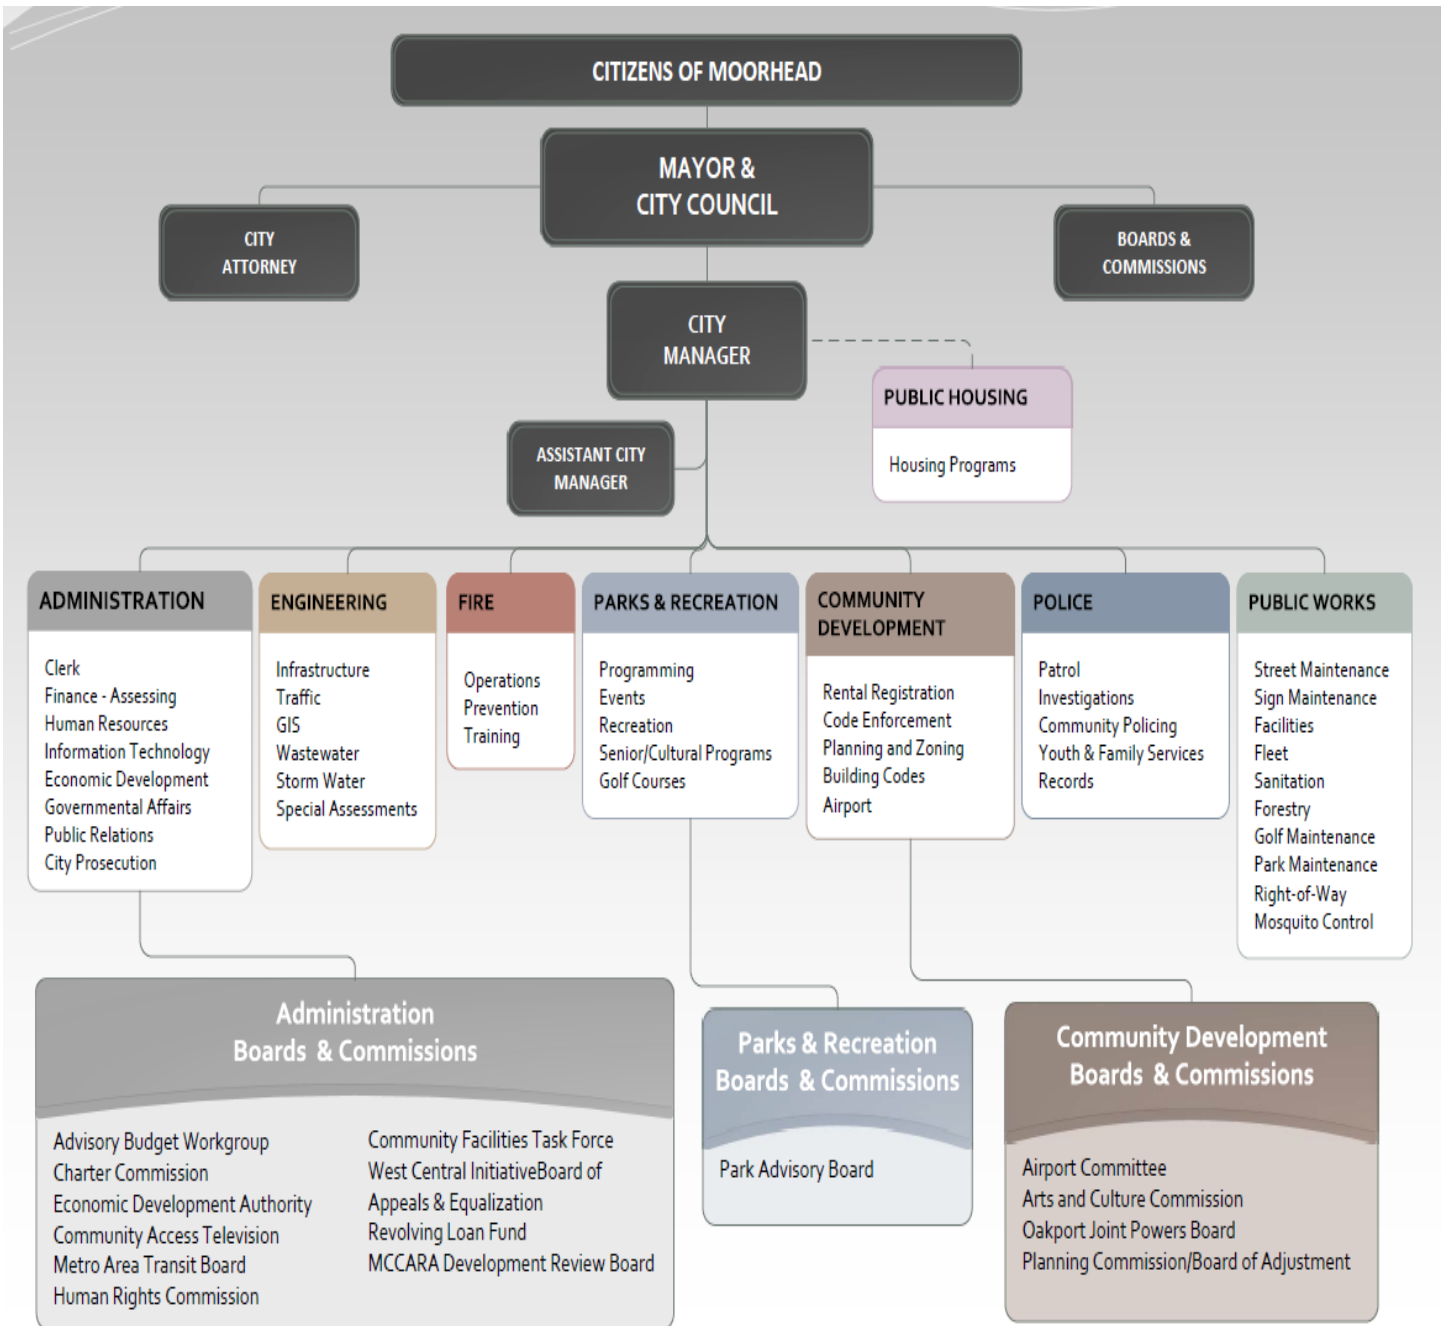 CITIZENS OF MOORHEAD
MAYOR &
CITY COUNCIL
CITY
ATTORNEY
BOARDS &
COMMISSIONS
CITY
MANAGER
PUBLIC HOUSING
Housing Programs
ASSISTANT CITY
MANAGER
ADMINISTRATION
Clerk
Finance - Assessing
Human Resources
Information Technology
Economic Development
Governmental Affairs
Public Relations
City Prosecution
ENGINEERING
Infrastructure
Traffic
GIS
Wastewater
Storm Water
Special Assessments
FIRE
Operations
Prevention
Training
PARKS & RECREATION
Programming
Events
Recreation
Senior/Cultural Programs
Golf Courses
COMMUNITY
DEVELOPMENT
Rental Registration
Code Enforcement
Planning and Zoning
Building Codes
Airport
POLICE
Patrol
Investigations
Community Policing
Youth & Family Services
Records
PUBLIC WORKS
Street Maintenance
Sign Maintenance
Facilities
Fleet
Sanitation
Forestry
Golf Maintenance
Park Maintenance
Right-of-Way
Mosquito Control
Administration
Boards & Commissions
Advisory Budget Workgroup
Charter Commission
Economic Development Authority
Community Access Television
Metro Area Transit Board
Human Rights Commission
Community Facilities Task Force
West Central InitiativeBoard of
Appeals & Equalization
Revolving Loan Fund
MCCARA Development Review Board
Parks & Recreation
Boards & Commissions
Park Advisory Board
Community Development
Boards & Commissions
Airport Committee
Arts and Culture Commission
Oakport Joint Powers Board
Planning Commission/Board of Adjustment